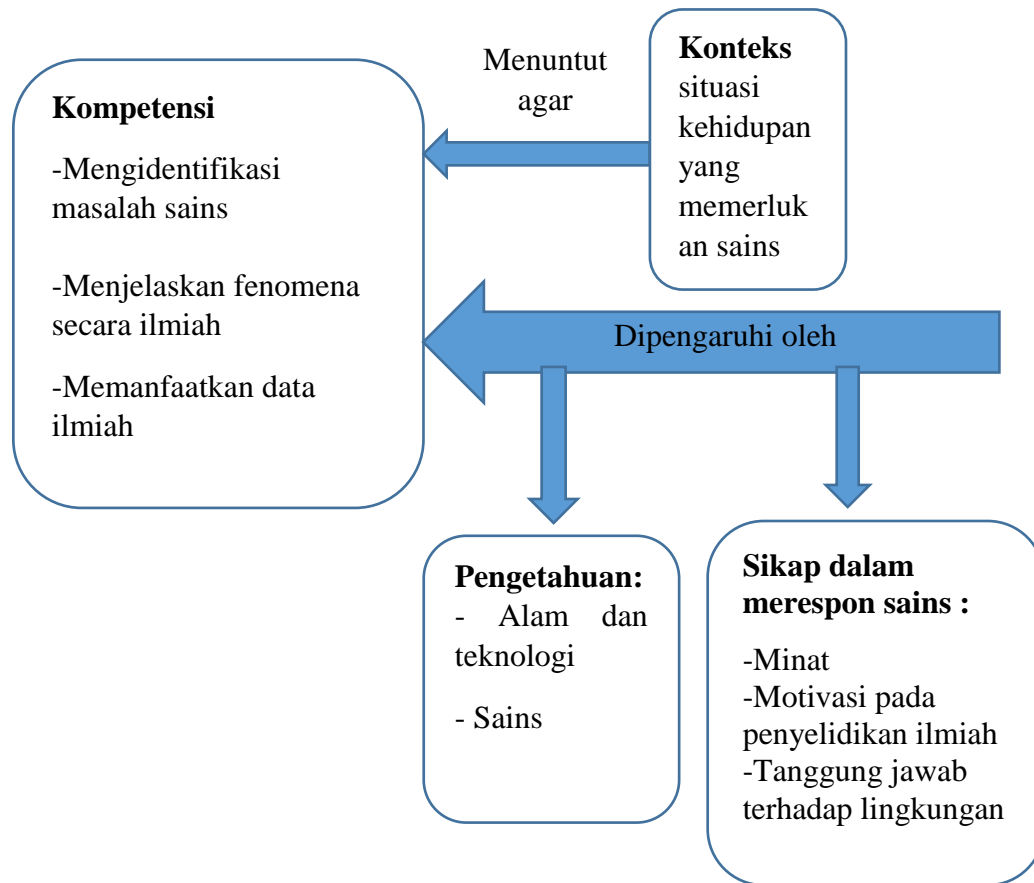 Kompetensi
-Mengidentifikasi
masalah sains
-Menjelaskan fenomena
secara ilmiah
-Memanfaatkan data
ilmiah
Menuntut
agar
Konteks
situasi
kehidupan
yang
memerluk
an sains
Dipengaruhi oleh
Pengetahuan:
- Alam dan
teknologi
- Sains
Sikap dalam
merespon sains :
-Minat
-Motivasi pada
penyelidikan ilmiah
-Tanggung jawab
terhadap lingkungan